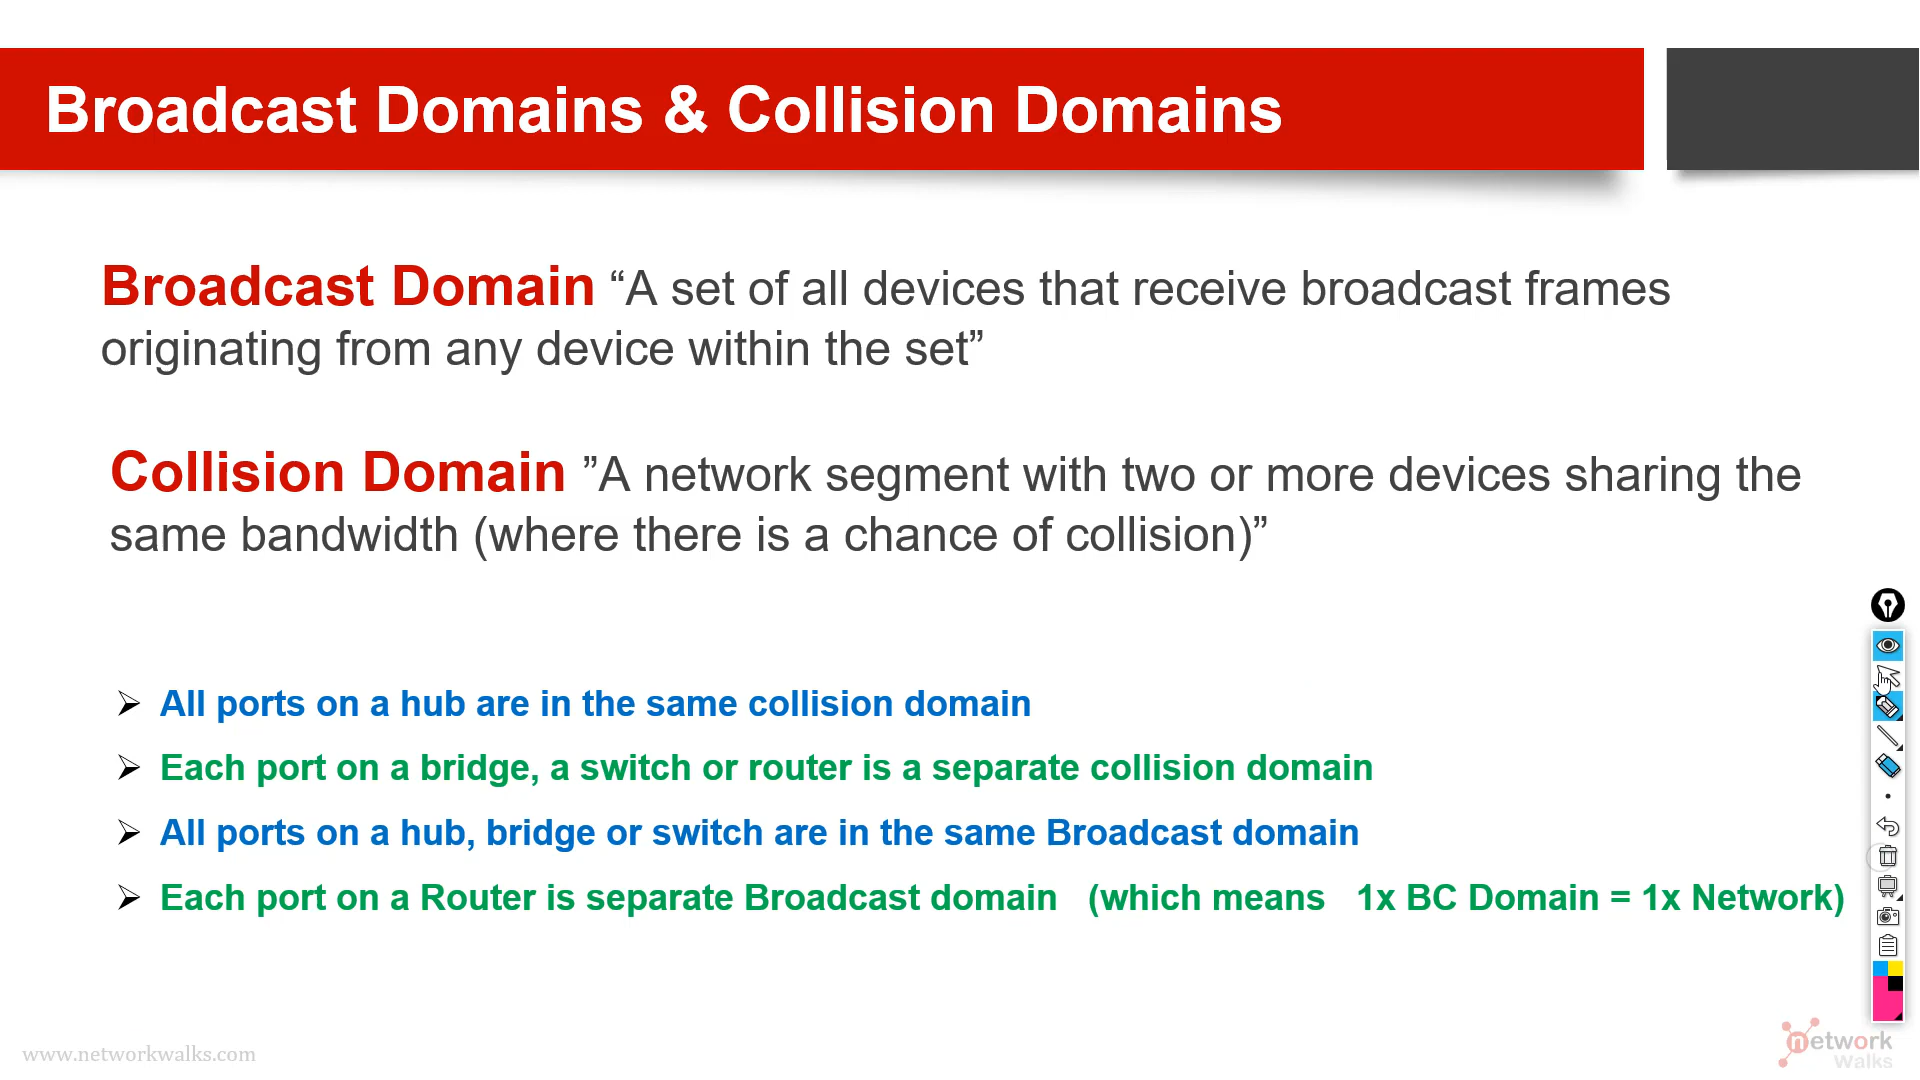 Broadcast Domains & Collision Domains
Broadcast Domain “A set of all devices that receive broadcast frames
originating from any device within the set”
Collision Domain ”A network segment with two or more devices sharing the
same bandwidth (where there is a chance of collision)”
➢ All ports on a hub are in the same collision domain
➢ Each port on a bridge, a switch or router is a separate collision domain
➢ All ports on a hub, bridge or switch are in the same Broadcast domain
➢ Each port on a Router is separate Broadcast domain (which means 1x BC Domain = 1x Network)
www.networkwalks.com
network
Walks